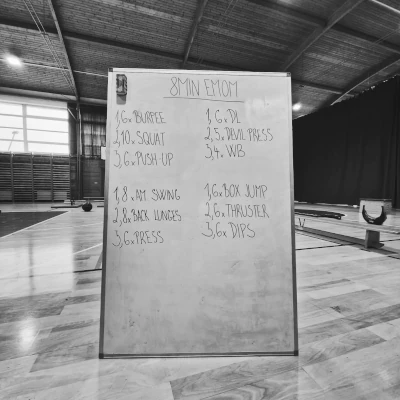 8MIN EMOM
1, 6x BURPEE
2, 10x SQUAT
3, 6x PUSH UP
1, 6x DL
2, 5x DEVIL PRESS
3, 4x WB
1, 8x AM. SWING
2, 8x BACK LUNGES
3, 6x PRESS
1, 6x BOX JUMP
2, 6x THRUSTER
3, 6x DIPS